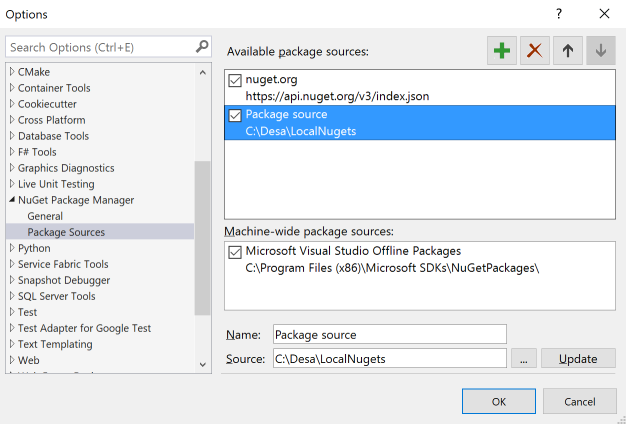 Options
?
Search Options (Ctrl+E)
CMake
Container Tools
Cookiecutter
Cross Platform
Database Tools
F# Tools
Graphics Diagnostics
Live Unit Testing
NuGet Package Manager
General
Package Sources
Python
Service Fabric Tools
Snapshot Debugger
SQL Server Tools
Test
Test Adapter for Google Test
Text Templating
Web
Available package sources:
nuget.org
https://api.nuget.org/v3/index.json
Package source
C:\Desa\LocalNugets
Machine-wide package sources:
Microsoft Visual Studio Offline Packages
C:\Program Files (x86)\Microsoft SDKs\NuGetPackages\
Name: Package source
Source: C:\Desa\LocalNugets ... Update
OK Cancel